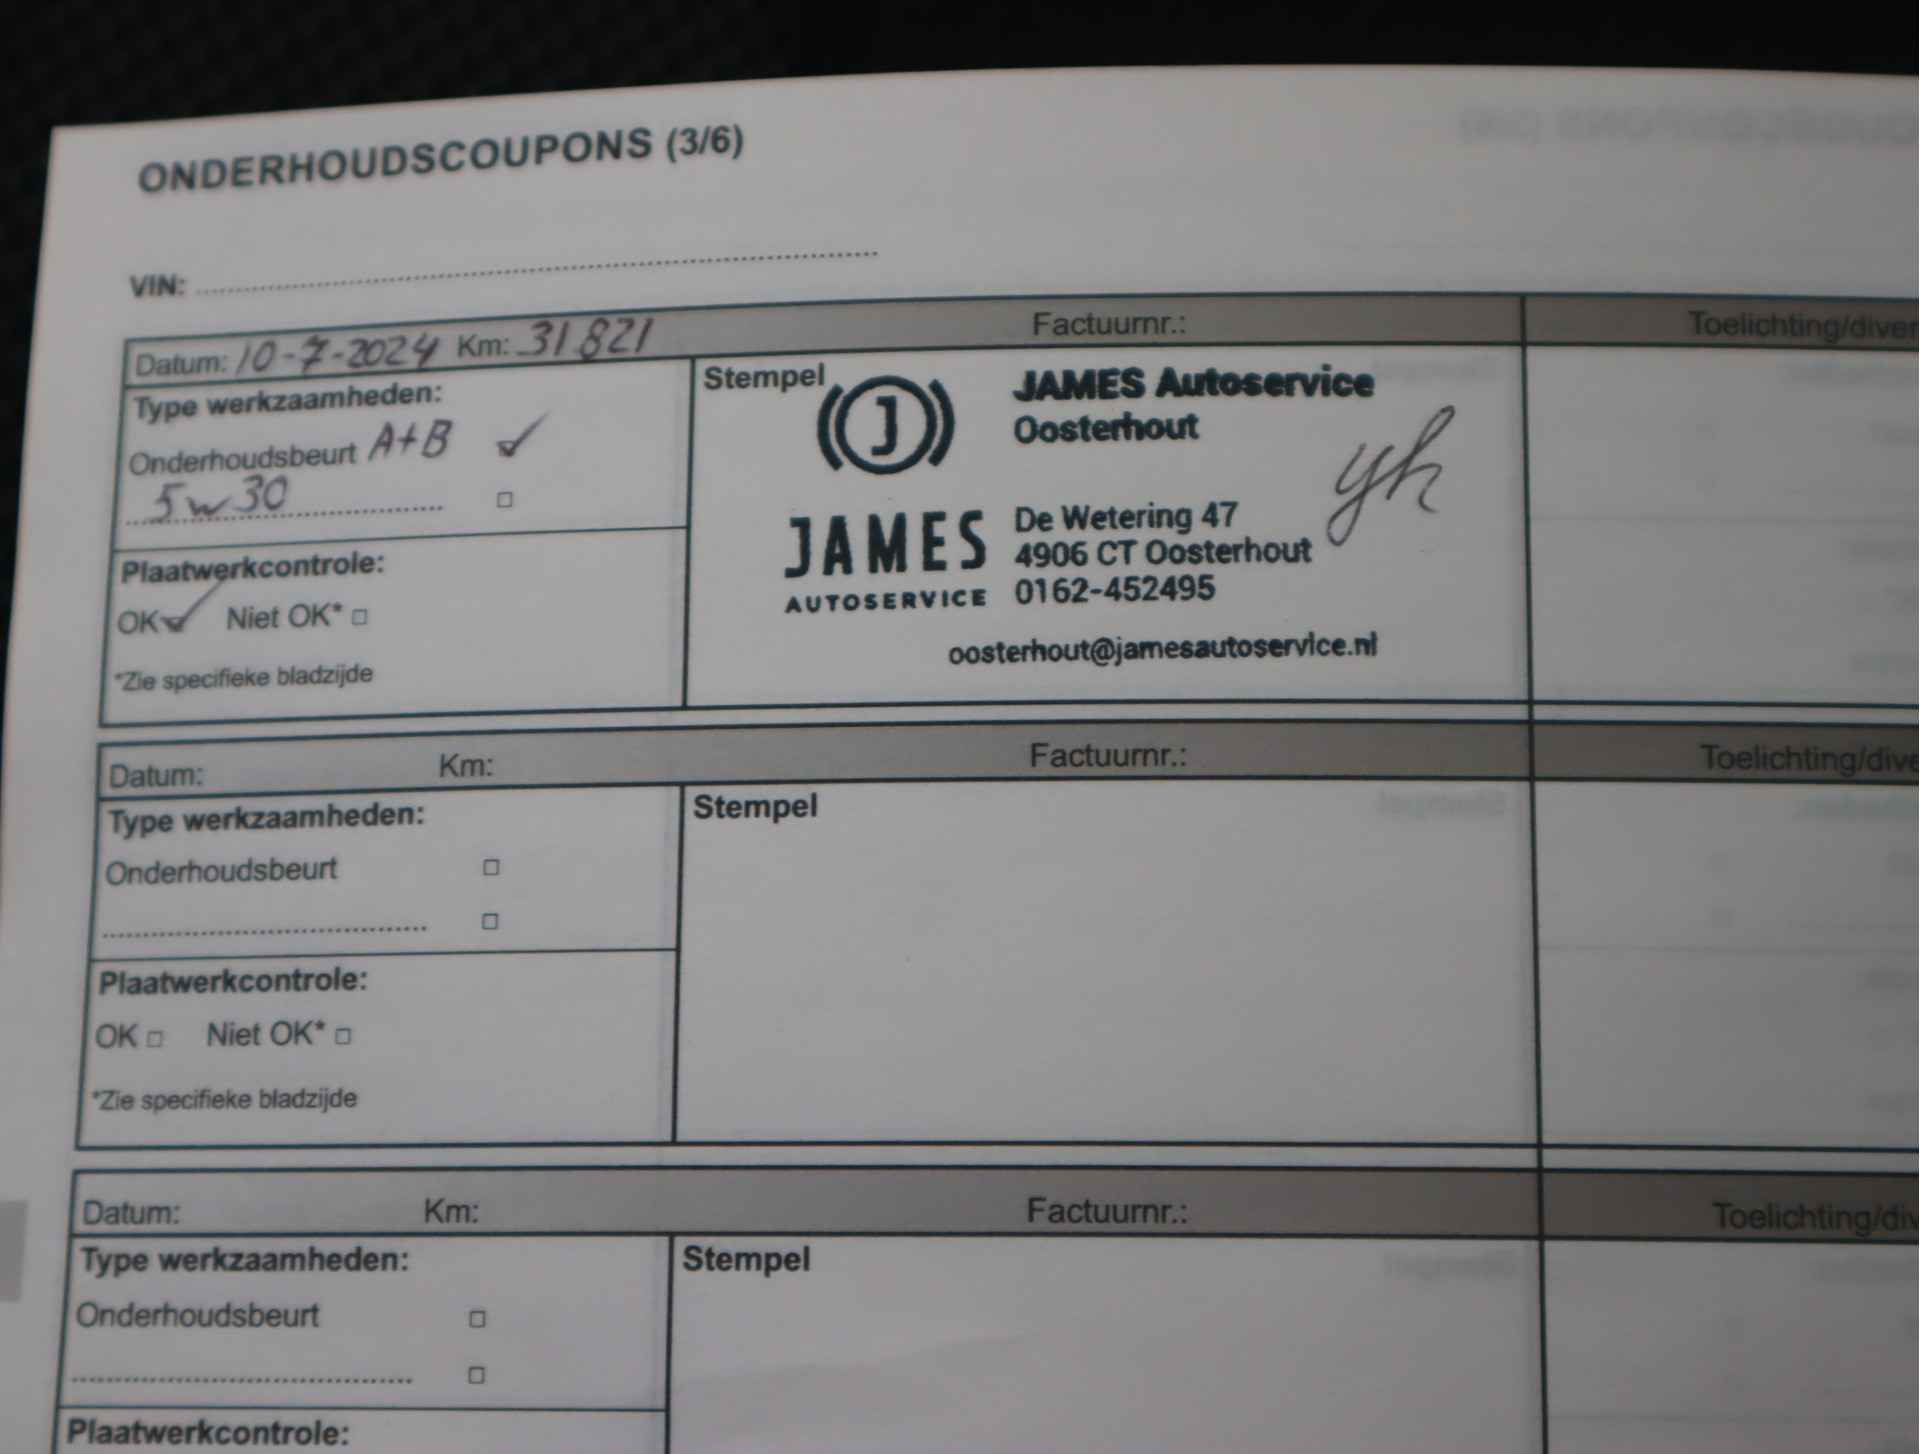 ONDERHOUDSCOUPONS (3/6)
VIN:
Datum: 10-7-2024 Km: 31821 Factuurnr.: Toelichting/diver
Type werkzaamheden:
Onderhoudsbeurt A+B
5w30
Plaatwerkcontrole:
OK Niet OK*
*Zie specifieke bladzijde
Stempel
J
JAMES
AUTOSERVICE
JAMES Autoservice
Oosterhout
De Wetering 47
4906 CT Oosterhout
0162-452495
oosterhout@jamesautoservice.nl
Datum: Km: Factuurnr.: Toelichting/dive
Type werkzaamheden:
Onderhoudsbeurt
Plaatwerkcontrole:
OK Niet OK*
*Zie specifieke bladzijde
Stempel
Datum: Km: Factuurnr.: Toelichting/div
Type werkzaamheden:
Onderhoudsbeurt
Plaatwerkcontrole:
Stempel